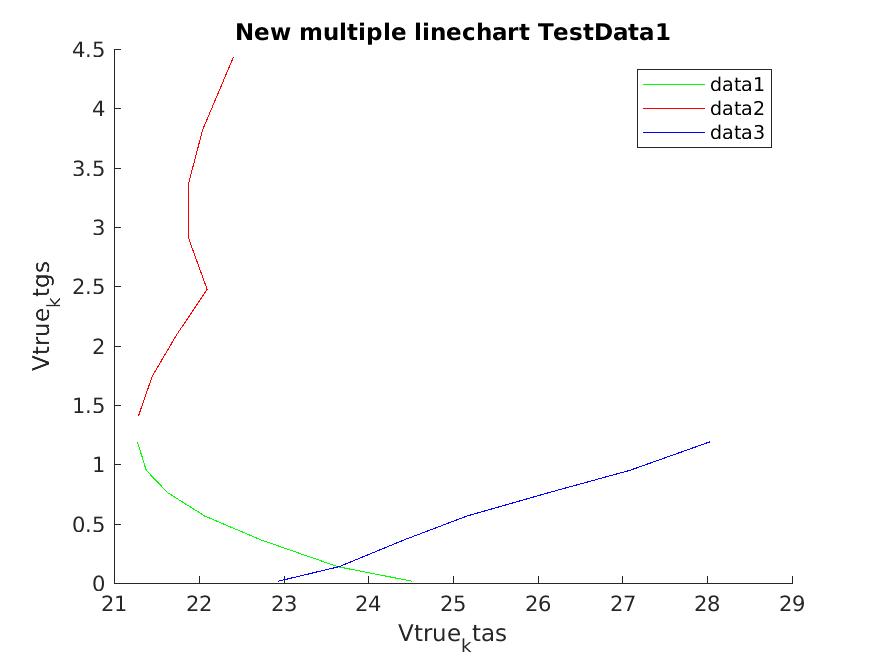 New multiple linechart TestData1
4.5
4
3.5
3
2.5
2
1.5
1
0.5
0
data1
data2
data3
Vtrue_ktgs
21 22 23 24 25 26 27 28 29
Vtrue_ktas